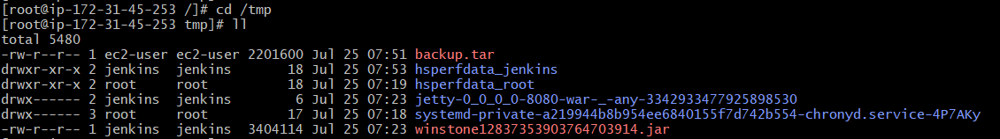 [root@ip-172-31-45-253 /]# cd /tmp
[root@ip-172-31-45-253 tmp]# ll
total 5480
-rw-r--r-- 1 ec2-user ec2-user 2201600 Jul 25 07:51 backup.tar
drwxr-xr-x 2 jenkins  jenkins       18 Jul 25 07:53 hsperfdata_jenkins
drwxr-xr-x 2 root     root          18 Jul 25 07:19 hsperfdata_root
drwx------ 2 jenkins  jenkins        6 Jul 25 07:23 jetty-0_0_0_0-8080-war-_-any-3342933477925898530
drwx------ 3 root     root          17 Jul 25 07:18 systemd-private-a219944b8b954ee6840155f7d742b554-chronyd.service-4P7AKy
-rw-r--r-- 1 jenkins  jenkins  3404114 Jul 25 07:23 winstone12837353903764703914.jar